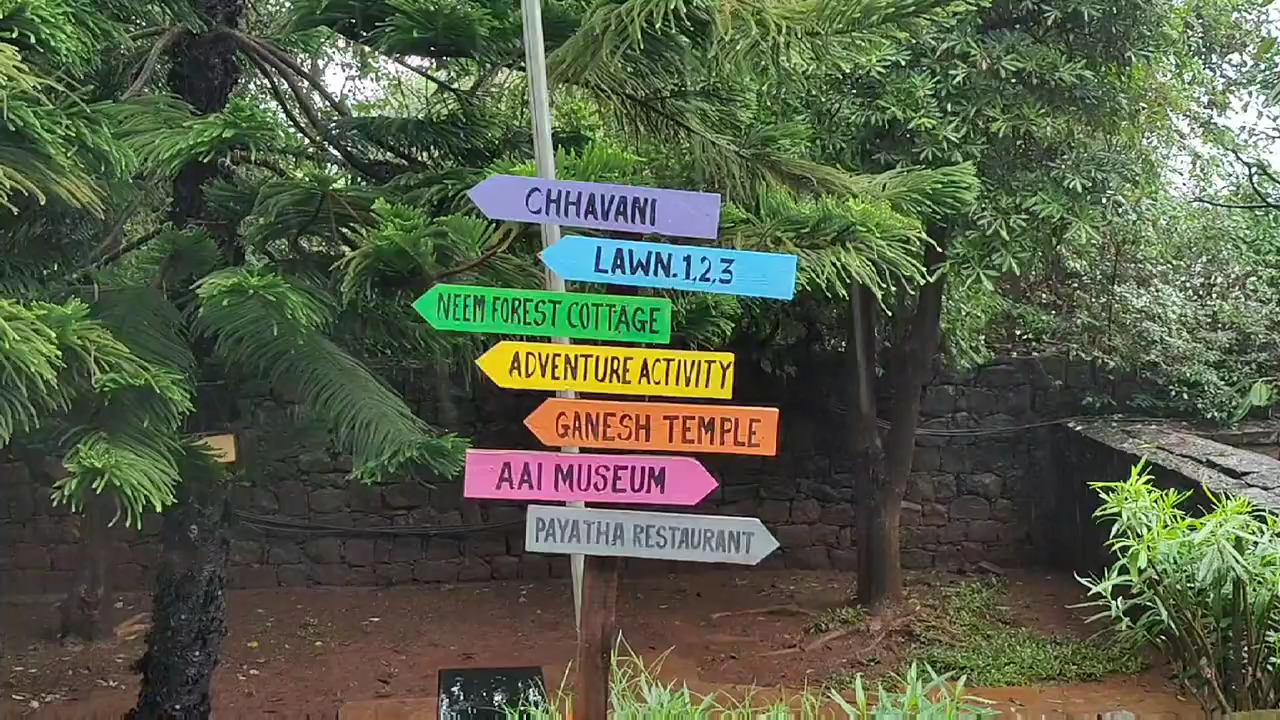 CHHAVANI
LAWN.1,2,3
NEEM FOREST COTTAGE
ADVENTURE ACTIVITY
GANESH TEMPLE
AAI MUSEUM
PAYATHA RESTAURANT